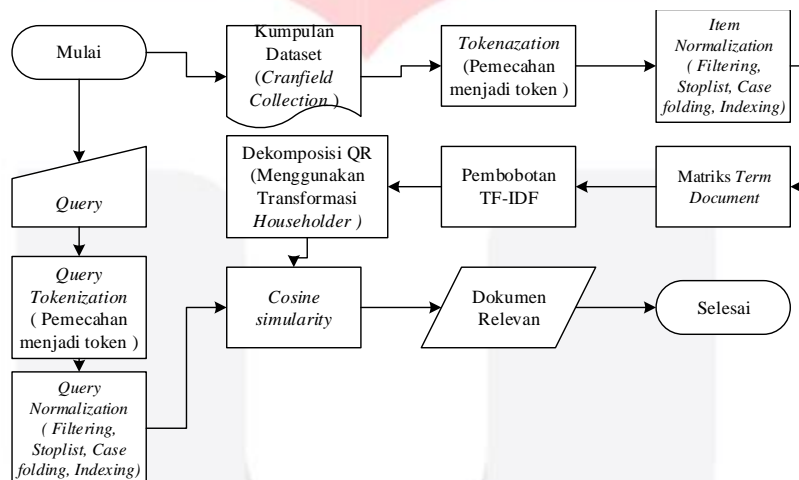 Mulai
Kumpulan
Dataset
(Cranfield
Collection )
Tokenazation
(Pemecahan
menjadi token )
Item
Normalization
( Filtering,
Stoplist, Case
folding, Indexing)
Query
Dekomposisi QR
(Menggunakan
Transformasi
Householder )
Pembobotan
TF-IDF
Matriks Term
Document
Query
Tokenization
( Pemecahan
menjadi token )
Cosine
simularity
Dokumen
Relevan
Selesai
Query
Normalization
( Filtering,
Stoplist, Case
folding, Indexing)